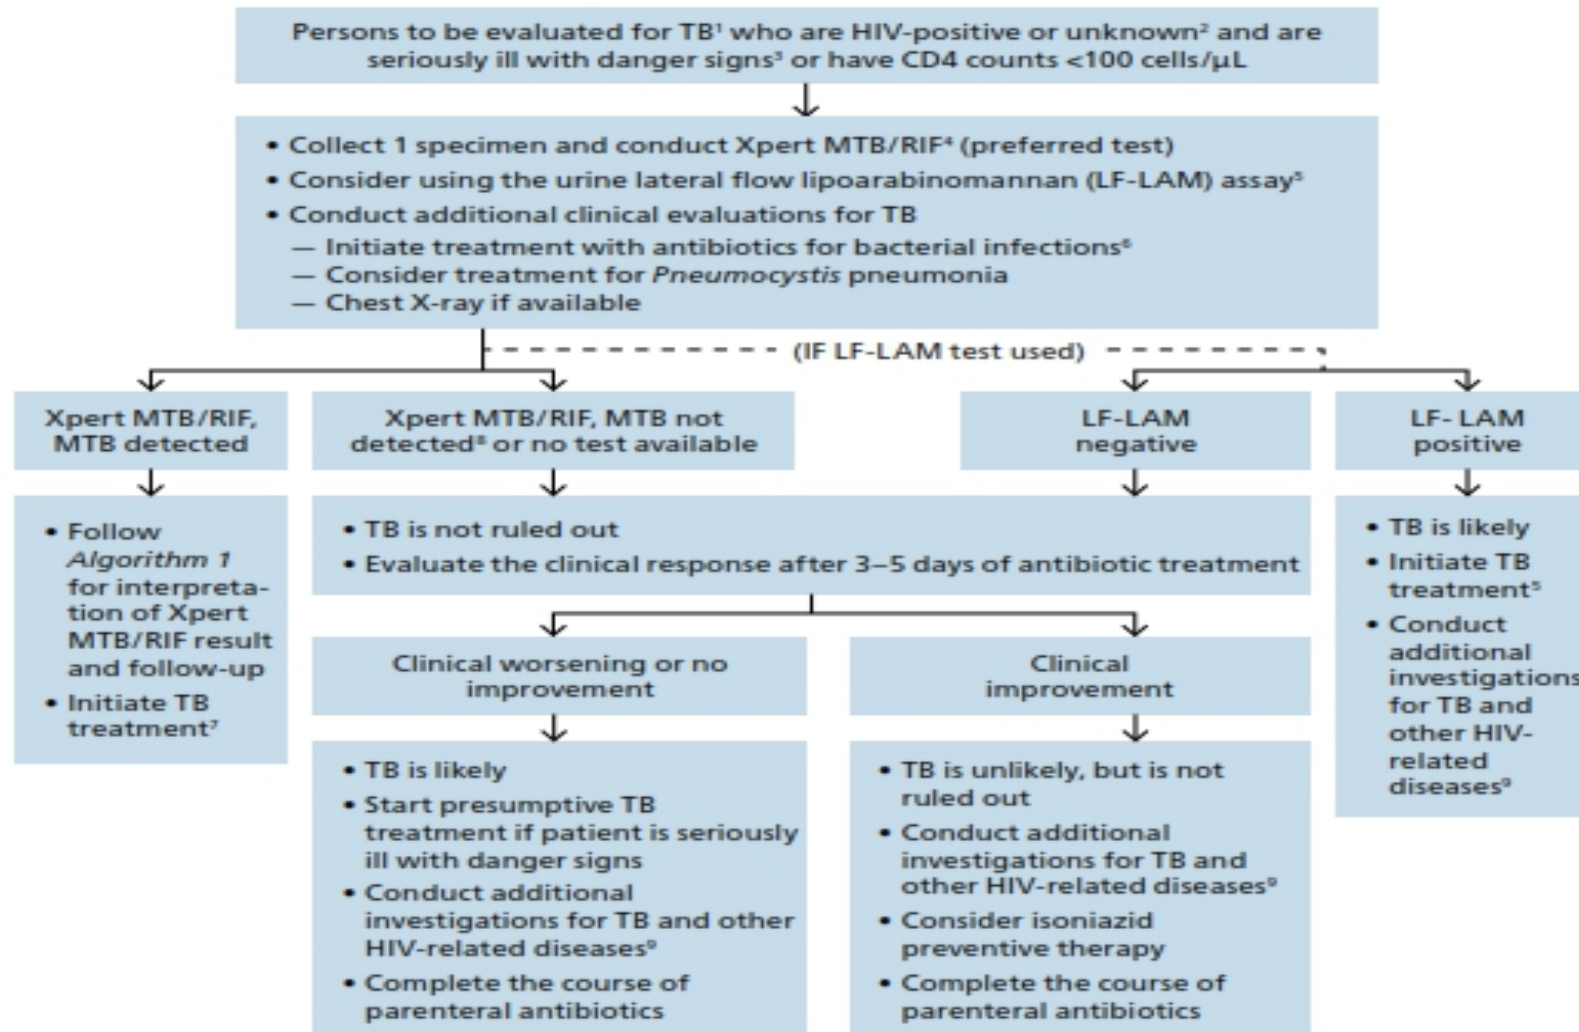 Persons to be evaluated for TB¹ who are HIV-positive or unknown² and are
seriously ill with danger signs³ or have CD4 counts <100 cells/μL
• Collect 1 specimen and conduct Xpert MTB/RIF⁴ (preferred test)
• Consider using the urine lateral flow lipoarabinomannan (LF-LAM) assay⁵
• Conduct additional clinical evaluations for TB
— Initiate treatment with antibiotics for bacterial infections⁶
— Consider treatment for Pneumocystis pneumonia
— Chest X-ray if available
(IF LF-LAM test used)
Xpert MTB/RIF,
MTB detected
Xpert MTB/RIF, MTB not
detected⁸ or no test available
LF-LAM
negative
LF- LAM
positive
• Follow
Algorithm 1
for interpreta-
tion of Xpert
MTB/RIF result
and follow-up
• Initiate TB
treatment⁷
• TB is not ruled out
• Evaluate the clinical response after 3–5 days of antibiotic treatment
• TB is likely
• Initiate TB
treatment⁵
• Conduct
additional
investigations
for TB and
other HIV-
related
diseases⁹
Clinical worsening or no
improvement
Clinical
improvement
• TB is likely
• Start presumptive TB
treatment if patient is seriously
ill with danger signs
• Conduct additional
investigations for TB and other
HIV-related diseases⁹
• Complete the course of
parenteral antibiotics
• TB is unlikely, but is not
ruled out
• Conduct additional
investigations for TB and
other HIV-related diseases⁹
• Consider isoniazid
preventive therapy
• Complete the course of
parenteral antibiotics